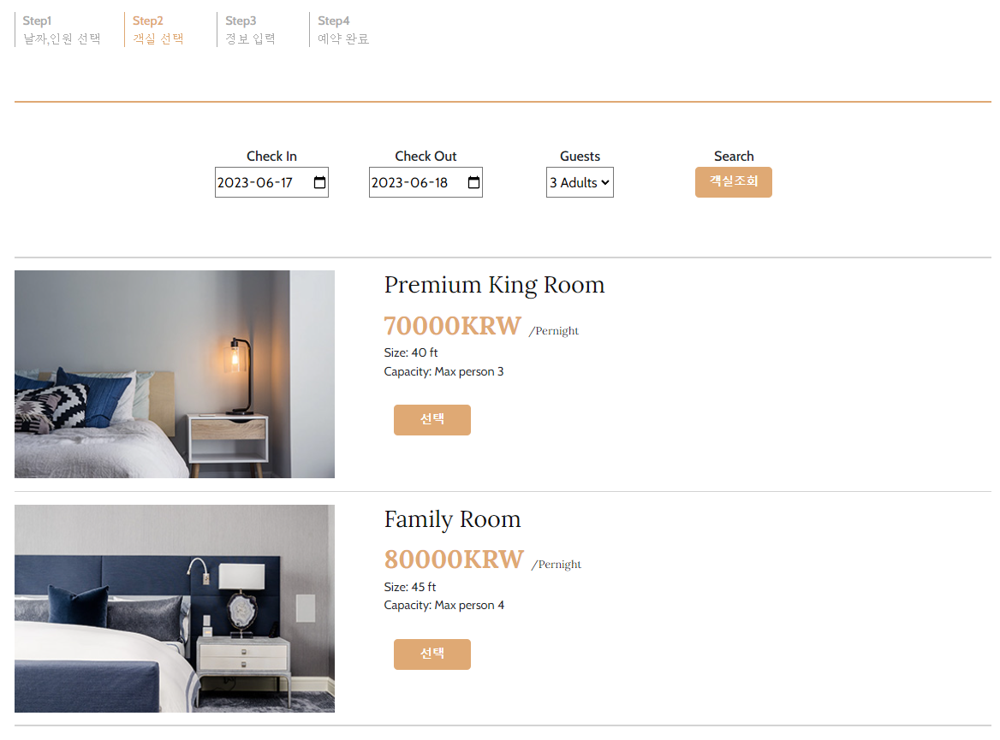 Step1
날짜,인원 선택
Step2
객실 선택
Step3
정보 입력
Step4
예약 완료
Check In
2023-06-17
Check Out
2023-06-18
Guests
3 Adults
Search
객실조회
Premium King Room
70000KRW /Pernight
Size: 40 ft
Capacity: Max person 3
선택
Family Room
80000KRW /Pernight
Size: 45 ft
Capacity: Max person 4
선택